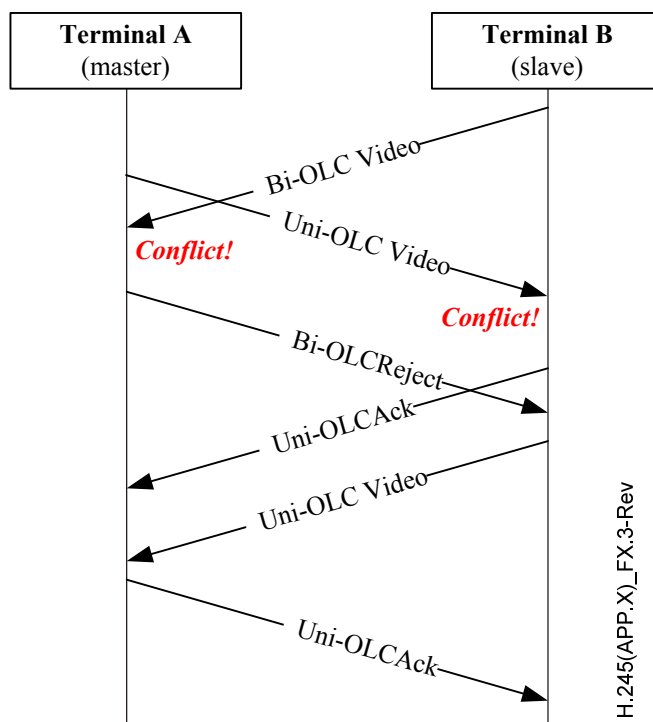 Terminal A
(master)
Terminal B
(slave)
Bi-OLC Video
Uni-OLC Video
Conflict!
Conflict!
Bi-OLCReject
Uni-OLCAck
Uni-OLC Video
Uni-OLCAck
H.245(APP.X)_FX.3-Rev